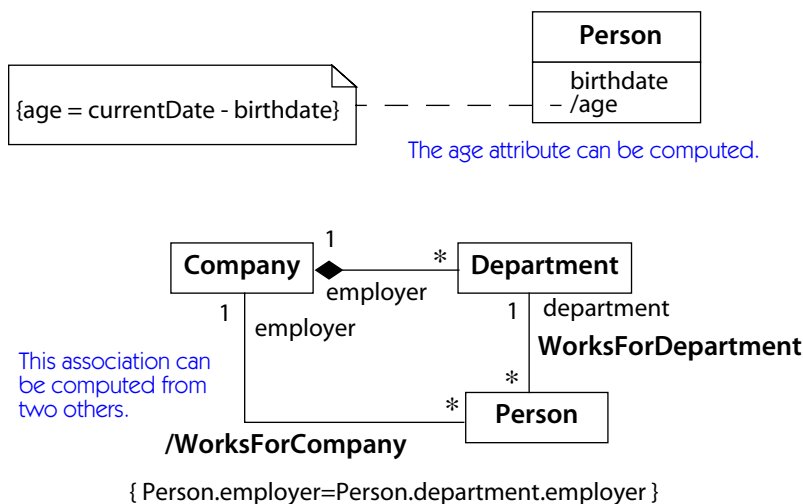 Person
birthdate
/age
{age = currentDate - birthdate}
The age attribute can be computed.
1
*
Company
Department
employer
1
employer
1
department
WorksForDepartment
This association can
be computed from
two others.
*
*
Person
/WorksForCompany
{ Person.employer=Person.department.employer }